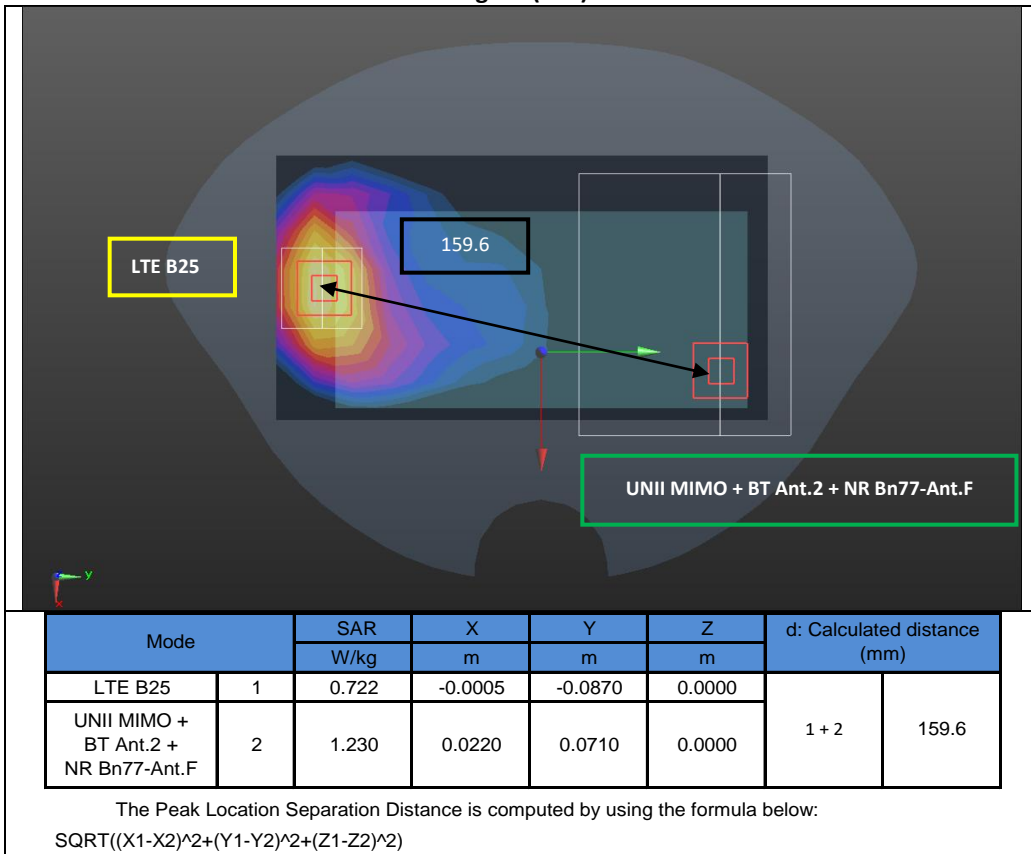 LTE B25
159.6
UNII MIMO + BT Ant.2 + NR Bn77-Ant.F
y
x
Mode SAR X Y Z d: Calculated distance (mm)
W/kg m m m
LTE B25 1 0.722 -0.0005 -0.0870 0.0000 1 + 2 159.6
UNII MIMO +
BT Ant.2 +
NR Bn77-Ant.F
2 1.230 0.0220 0.0710 0.0000
The Peak Location Separation Distance is computed by using the formula below:
SQRT((X1-X2)^2+(Y1-Y2)^2+(Z1-Z2)^2)